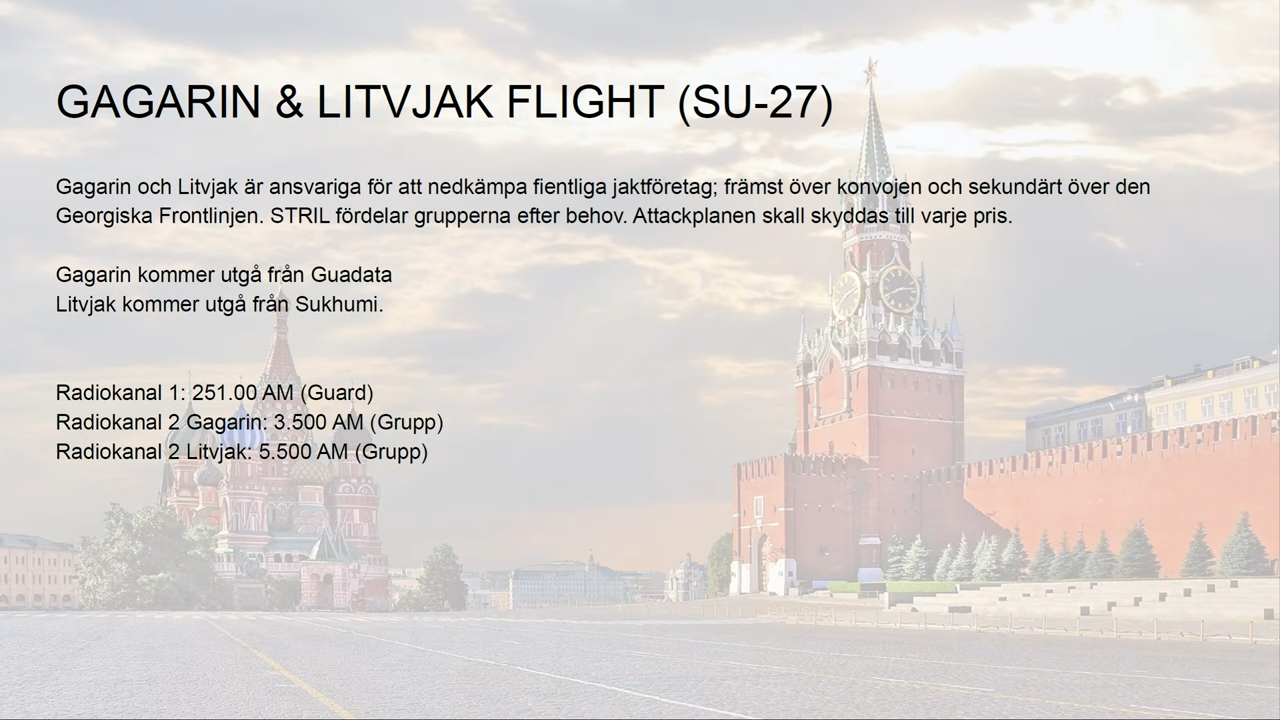 GAGARIN & LITVJAK FLIGHT (SU-27)
Gagarin och Litvjak är ansvariga för att nedkämpa fientliga jaktföretag; främst över konvojen och sekundärt över den
Georgiska Frontlinjen. STRIL fördelar grupperna efter behov. Attackplanen skall skyddas till varje pris.
Gagarin kommer utgå från Guadata
Litvjak kommer utgå från Sukhumi.
Radiokanal 1: 251.00 AM (Guard)
Radiokanal 2 Gagarin: 3.500 AM (Grupp)
Radiokanal 2 Litvjak: 5.500 AM (Grupp)